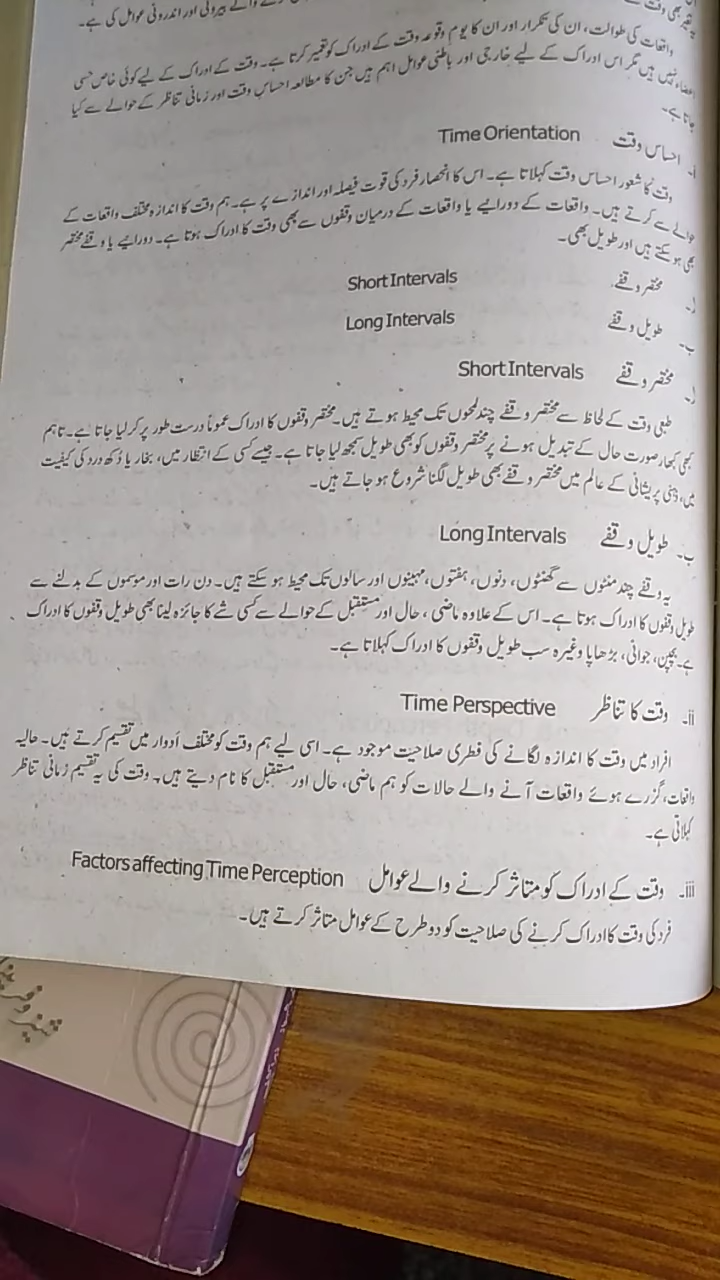 بیرونی اور اندرونی عوامل کی ہے۔
واقعات کی طوالت، ان کی تکرار اور ان کا یوم وقوعہ وقت کے ادراک کو تعمیر کرتا ہے۔ وقت کے ادراک کے لیے کوئی خاص حسی
اعضاء نہیں ہیں مگر اس ادراک کے لیے خارجی اور باطنی عوامل اہم ہیں جن کا مطالعہ احساس وقت اور زمانی تناظر کے حوالے سے کیا
جاتا ہے۔
i۔ احساس وقت Time Orientation
وقت کا شعور احساس وقت کہلاتا ہے۔ اس کا انحصار فرد کی قوت فیصلہ اور اندازے پر ہے۔ ہم وقت کا اندازہ مختلف واقعات کے
حوالے سے کرتے ہیں۔ واقعات کے دورانیے یا واقعات کے درمیان وقفوں سے بھی وقت کا ادراک ہوتا ہے۔ دورانیے یا وقفے مختصر
بھی ہو سکتے ہیں اور طویل بھی۔
ا۔ مختصر وقفے Short Intervals
ب۔ طویل وقفے Long Intervals
ا۔ مختصر وقفے Short Intervals
طبعی وقت کے لحاظ سے مختصر وقفے چند لمحوں تک محیط ہوتے ہیں۔ مختصر وقفوں کا ادراک عموماً درست طور پر کر لیا جاتا ہے۔ تاہم
کبھی کبھار صورت حال کے تبدیل ہونے پر مختصر وقفوں کو بھی طویل سمجھ لیا جاتا ہے۔ جیسے کسی کے انتظار میں، بخار یا دُکھ درد کی کیفیت
میں، ذہنی پریشانی کے عالم میں مختصر وقفے بھی طویل لگنا شروع ہو جاتے ہیں۔
ب۔ طویل وقفے Long Intervals
یہ وقفے چند منٹوں سے گھنٹوں، دنوں، ہفتوں، مہینوں اور سالوں تک محیط ہو سکتے ہیں۔ دن رات اور موسموں کے بدلنے سے
طویل وقفوں کا ادراک ہوتا ہے۔ اس کے علاوہ ماضی، حال اور مستقبل کے حوالے سے کسی شے کا جائزہ لینا بھی طویل وقفوں کا ادراک
ہے۔ بچپن، جوانی، بڑھاپا وغیرہ سب طویل وقفوں کا ادراک کہلاتا ہے۔
ii۔ وقت کا تناظر Time Perspective
افراد میں وقت کا اندازہ لگانے کی فطری صلاحیت موجود ہے۔ اسی لیے ہم وقت کو مختلف اَدوار میں تقسیم کرتے ہیں۔ حالیہ
واقعات، گزرے ہوئے واقعات آنے والے حالات کو ہم ماضی، حال اور مستقبل کا نام دیتے ہیں۔ وقت کی یہ تقسیم زمانی تناظر
کہلاتی ہے۔
iii۔ وقت کے ادراک کو متاثر کرنے والے عوامل Factors affecting Time Perception
فرد کی وقت کا ادراک کرنے کی صلاحیت کو دو طرح کے عوامل متاثر کرتے ہیں۔